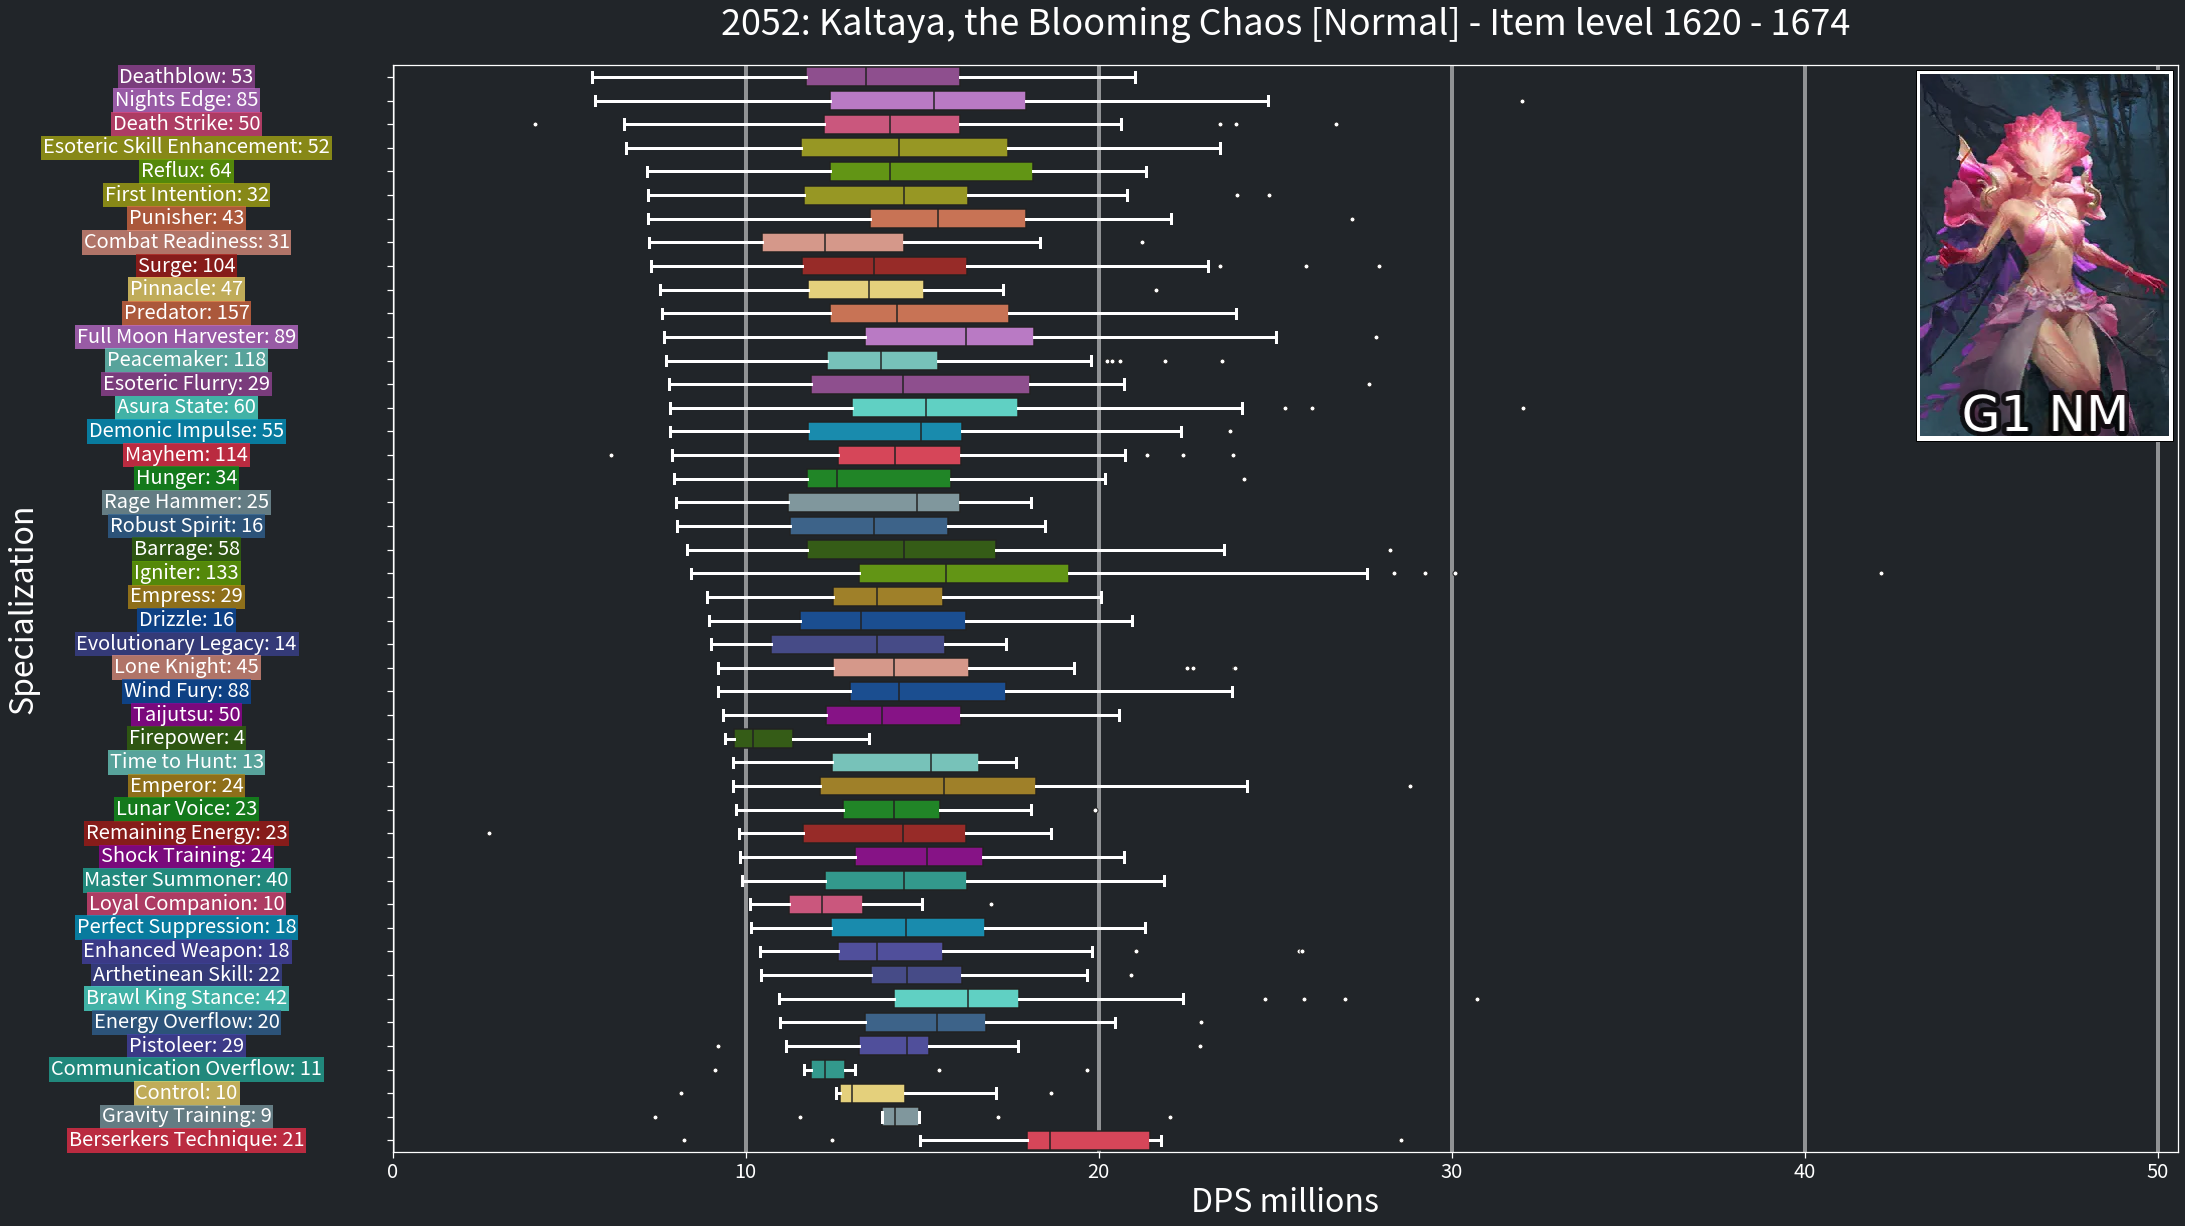 2052: Kaltaya, the Blooming Chaos [Normal] - Item level 1620 - 1674
Specialization
Deathblow: 53
Nights Edge: 85
Death Strike: 50
Esoteric Skill Enhancement: 52
Reflux: 64
First Intention: 32
Punisher: 43
Combat Readiness: 31
Surge: 104
Pinnacle: 47
Predator: 157
Full Moon Harvester: 89
Peacemaker: 118
Esoteric Flurry: 29
Asura State: 60
Demonic Impulse: 55
Mayhem: 114
Hunger: 34
Rage Hammer: 25
Robust Spirit: 16
Barrage: 58
Igniter: 133
Empress: 29
Drizzle: 16
Evolutionary Legacy: 14
Lone Knight: 45
Wind Fury: 88
Taijutsu: 50
Firepower: 4
Time to Hunt: 13
Emperor: 24
Lunar Voice: 23
Remaining Energy: 23
Shock Training: 24
Master Summoner: 40
Loyal Companion: 10
Perfect Suppression: 18
Enhanced Weapon: 18
Arthetinean Skill: 22
Brawl King Stance: 42
Energy Overflow: 20
Pistoleer: 29
Communication Overflow: 11
Control: 10
Gravity Training: 9
Berserkers Technique: 21
G1 NM
0 10 20 30 40 50
DPS millions